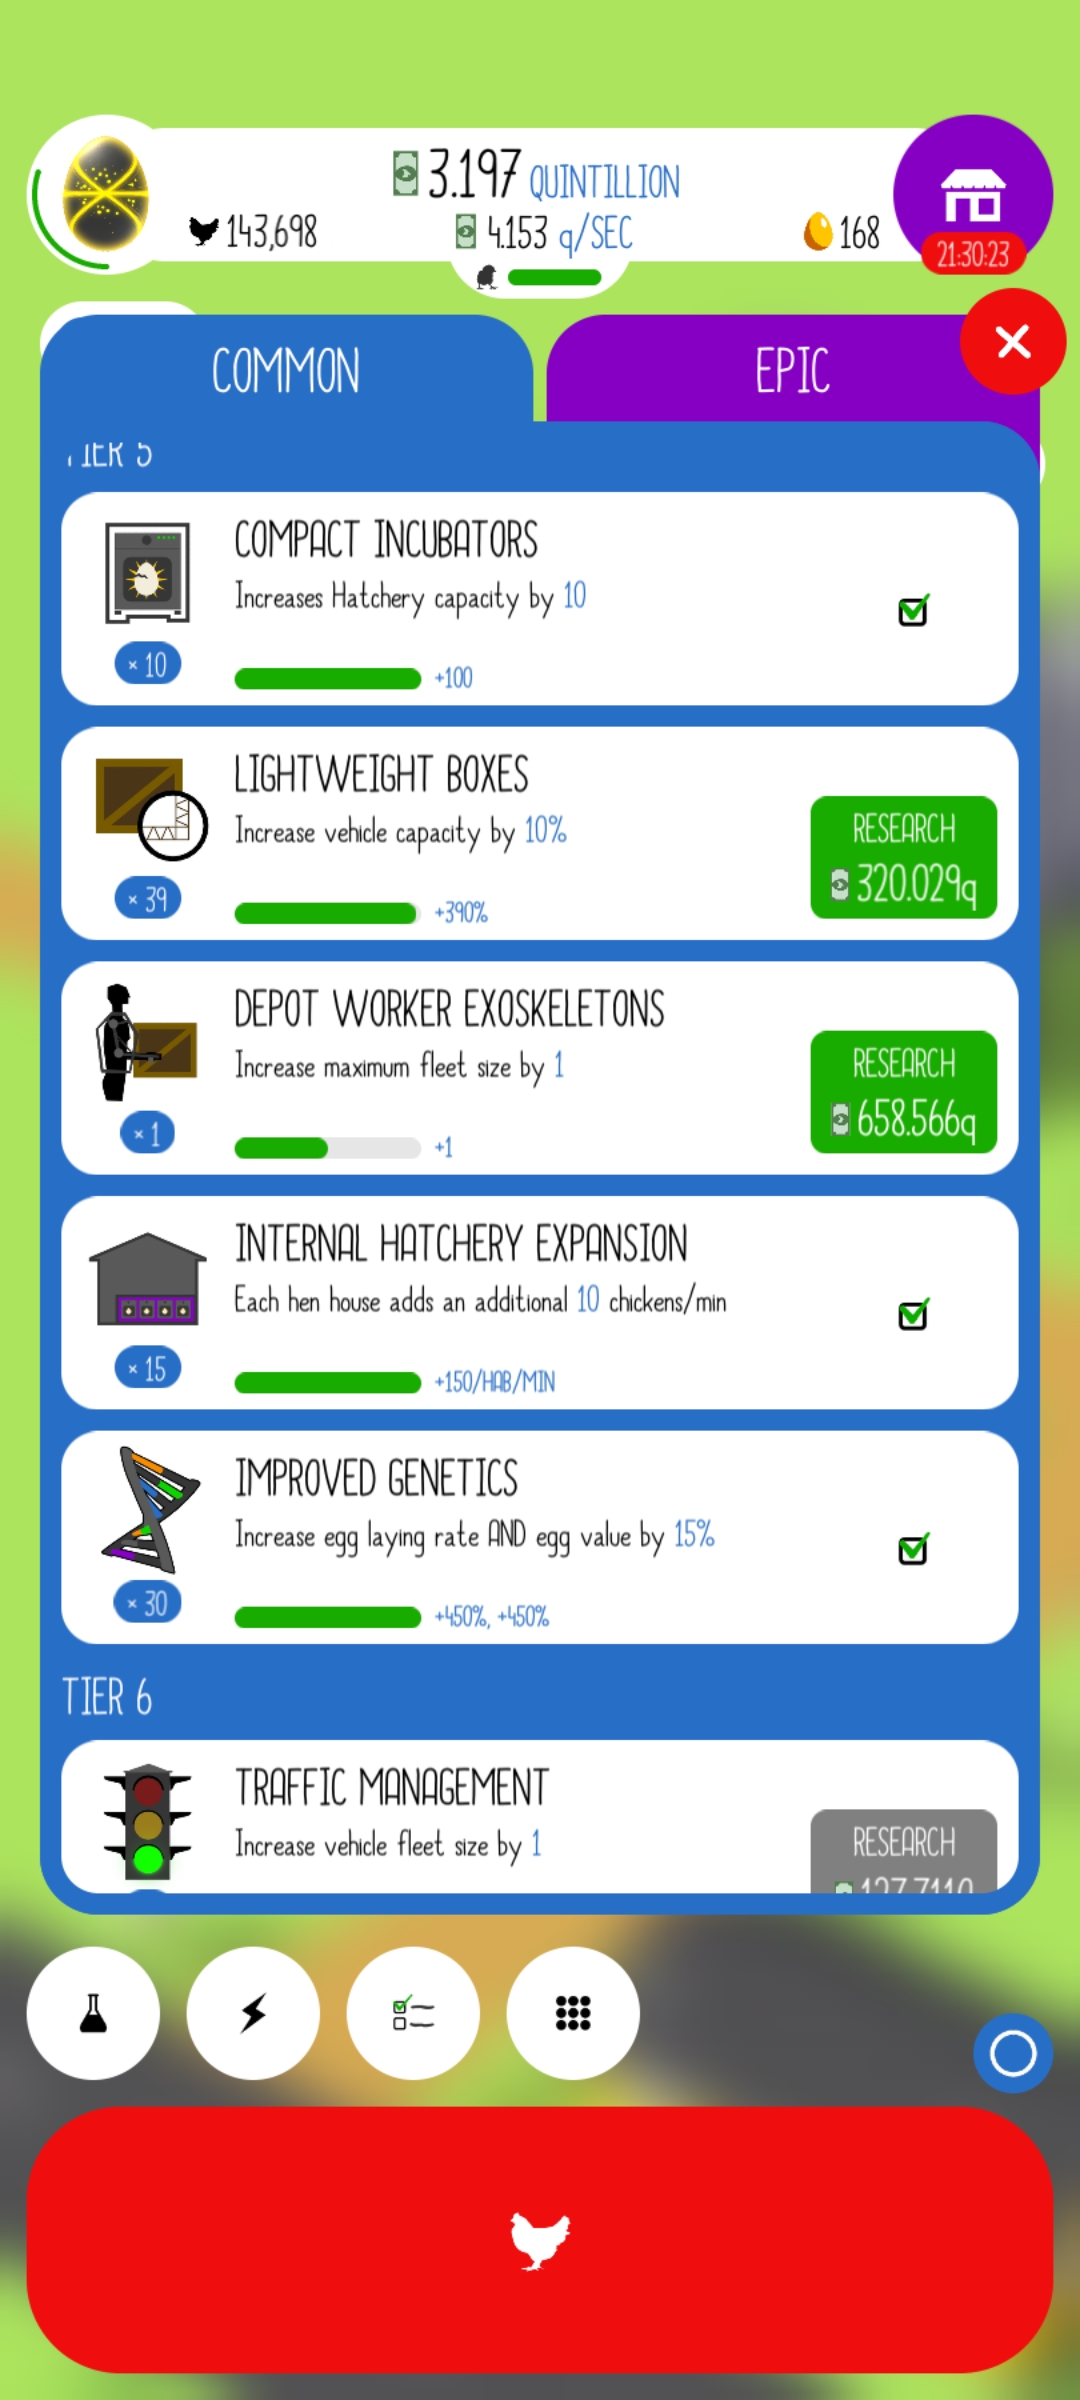 3.197 QUINTILLION
143,698
4.153 q/SEC
168
21:30:23
COMMON
EPIC
TIER 5
COMPACT INCUBATORS
Increases Hatchery capacity by 10
× 10
+100
LIGHTWEIGHT BOXES
Increase vehicle capacity by 10%
RESEARCH
320.029q
× 39
+390%
DEPOT WORKER EXOSKELETONS
Increase maximum fleet size by 1
RESEARCH
658.566q
× 1
+1
INTERNAL HATCHERY EXPANSION
Each hen house adds an additional 10 chickens/min
× 15
+150/HAB/MIN
IMPROVED GENETICS
Increase egg laying rate AND egg value by 15%
× 30
+450%, +450%
TIER 6
TRAFFIC MANAGEMENT
Increase vehicle fleet size by 1
RESEARCH